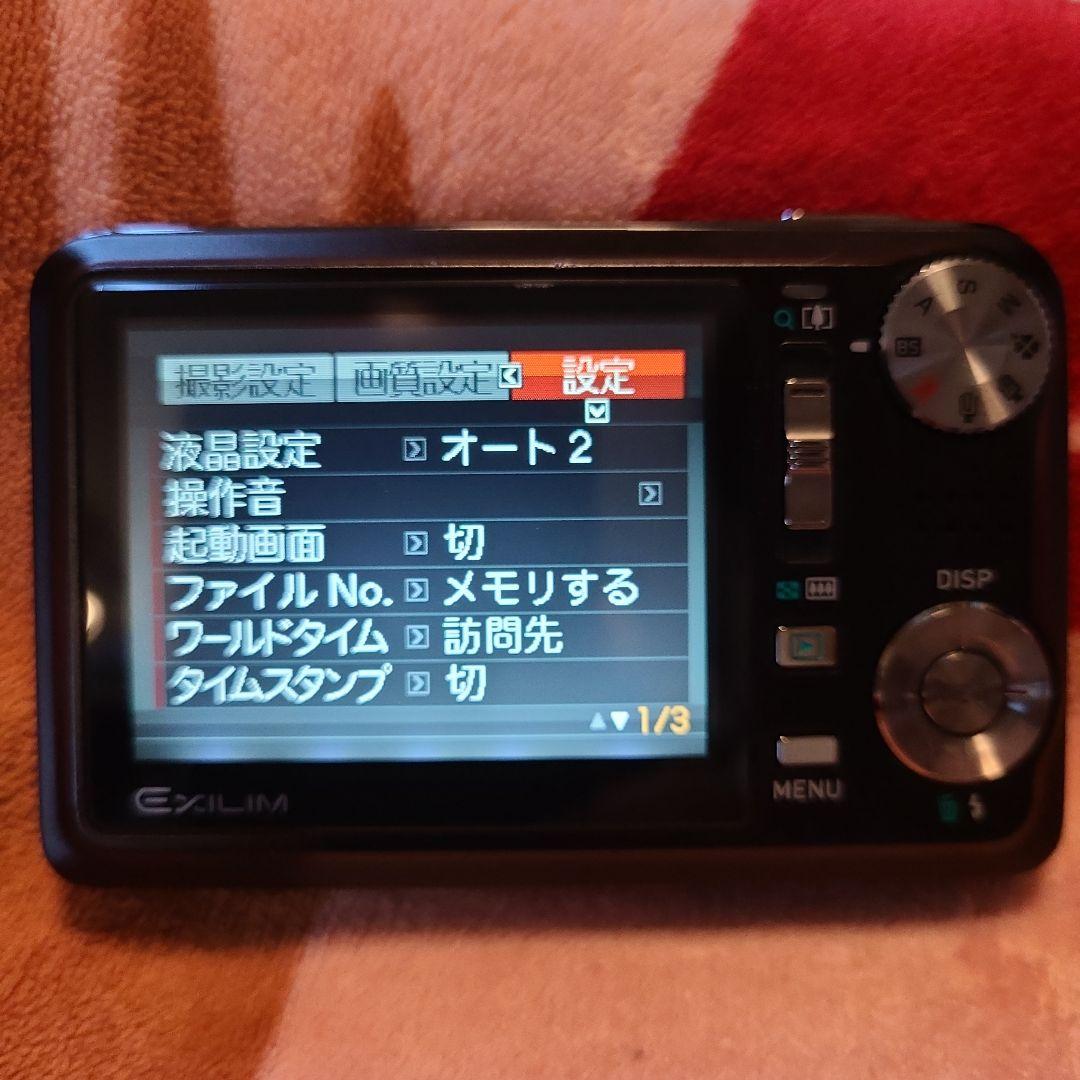 撮影設定 画質設定 設定
液晶設定 オート2
操作音
起動画面 切
ファイルNo. メモリする
ワールドタイム 訪問先
タイムスタンプ 切
1/3
EXILIM
A S M
BS
DISP
MENU